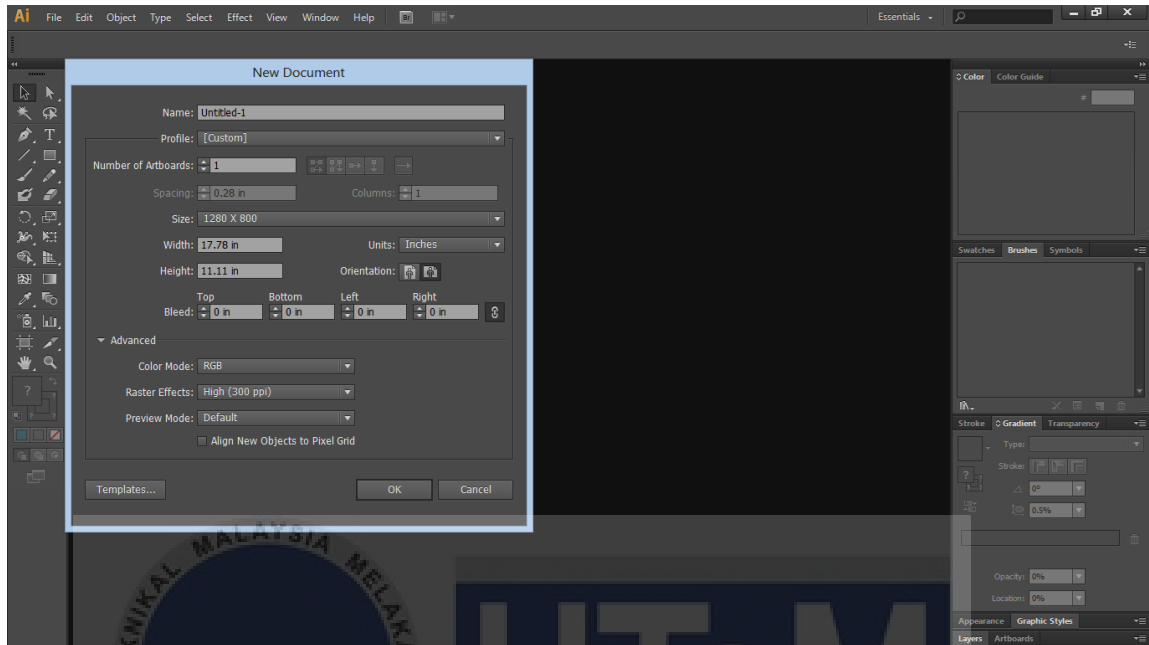 Ai File Edit Object Type Select Effect View Window Help Br Essentials
New Document
Color Color Guide
#
Name: Untitled-1
Profile: [Custom]
Number of Artboards: 1
Spacing: 0.28 in Columns: 1
Size: 1280 X 800
Width: 17.78 in Units: Inches
Height: 11.11 in Orientation:
Top Bottom Left Right
Bleed: 0 in 0 in 0 in 0 in
Advanced
Color Mode: RGB
Raster Effects: High (300 ppi)
Preview Mode: Default
Align New Objects to Pixel Grid
Templates... OK Cancel
T
? ?
Swatches Brushes Symbols
Stroke Gradient Transparency
Type:
Stroke:
?
0°
0.5%
Opacity: 0%
Location: 0%
Appearance Graphic Styles
Layers Artboards
MALAYSIA MELAKA